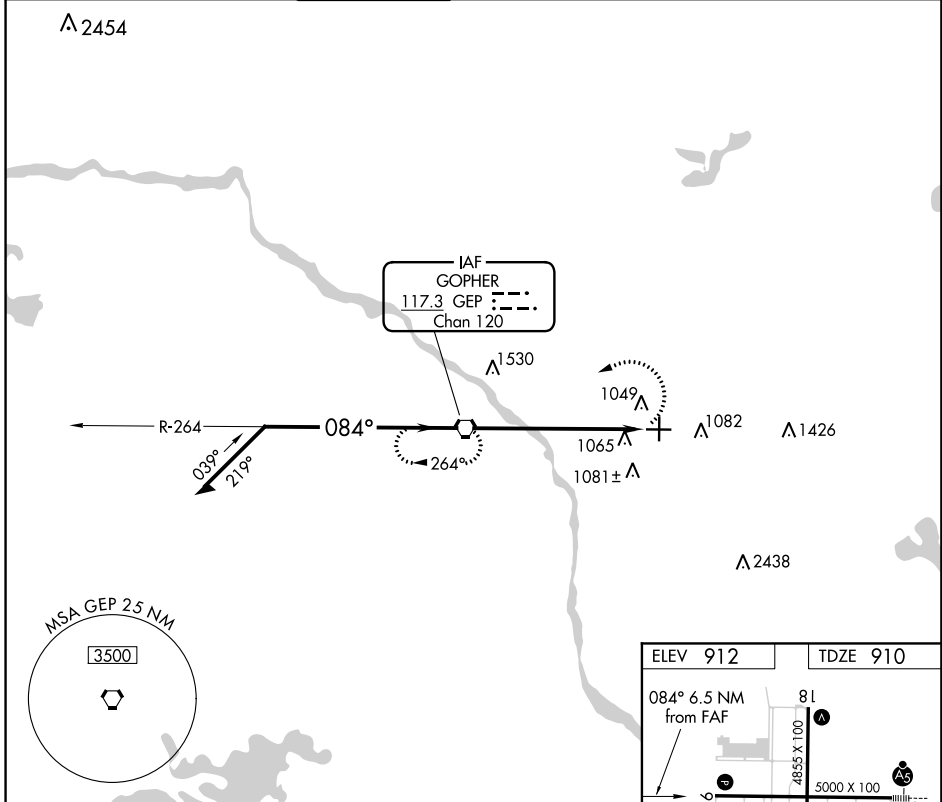 2454
IAF
GOPHER
117.3 GEP
Chan 120
1530
1049
R-264
084°
1065
1082
1426
264°
1081±
039°
219°
2438
MSA GEP 25 NM
3500
ELEV 912
TDZE 910
084° 6.5 NM
from FAF
18
V
4855 X 100
P
A5
5000 X 100
9